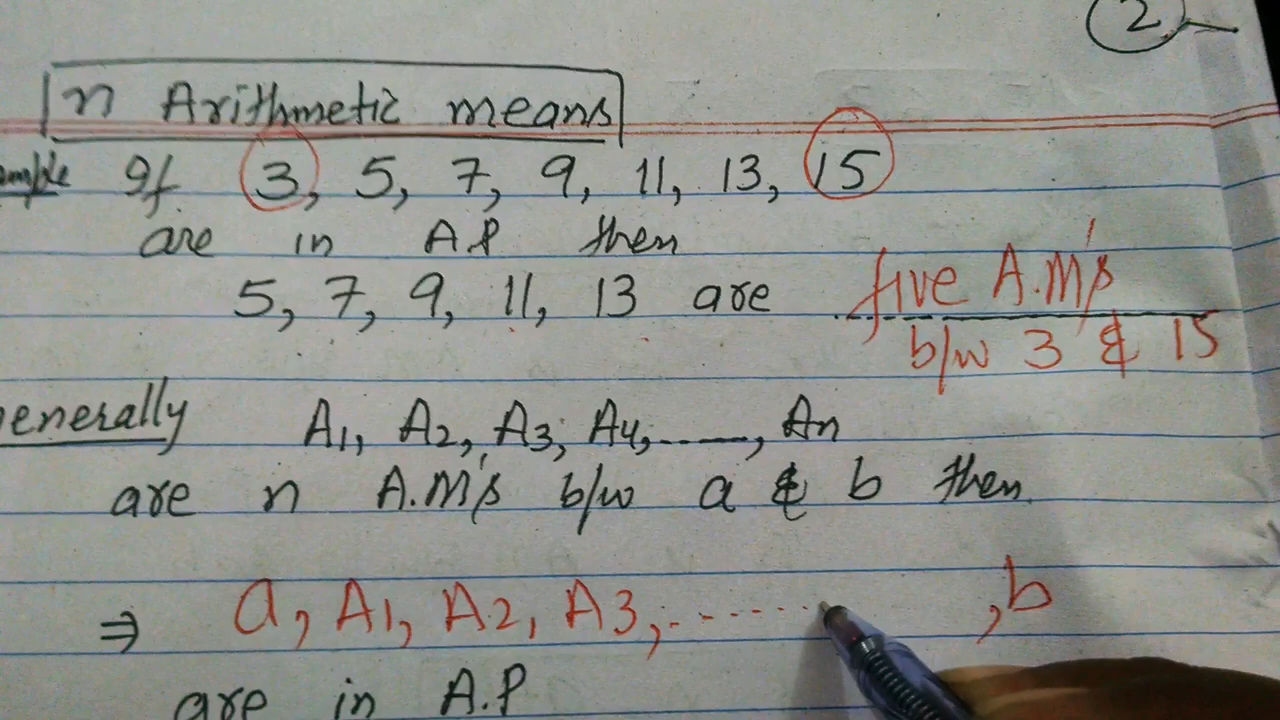 2
n Arithmetic means
If 3, 5, 7, 9, 11, 13, 15
are in A.P then
5, 7, 9, 11, 13 are five A.M's
b/w 3 & 15
enerally A1, A2, A3, A4, ......, An
are n A.M's b/w a & b then
⇒ a, A1, A2, A3, ........ , b
are in A.P